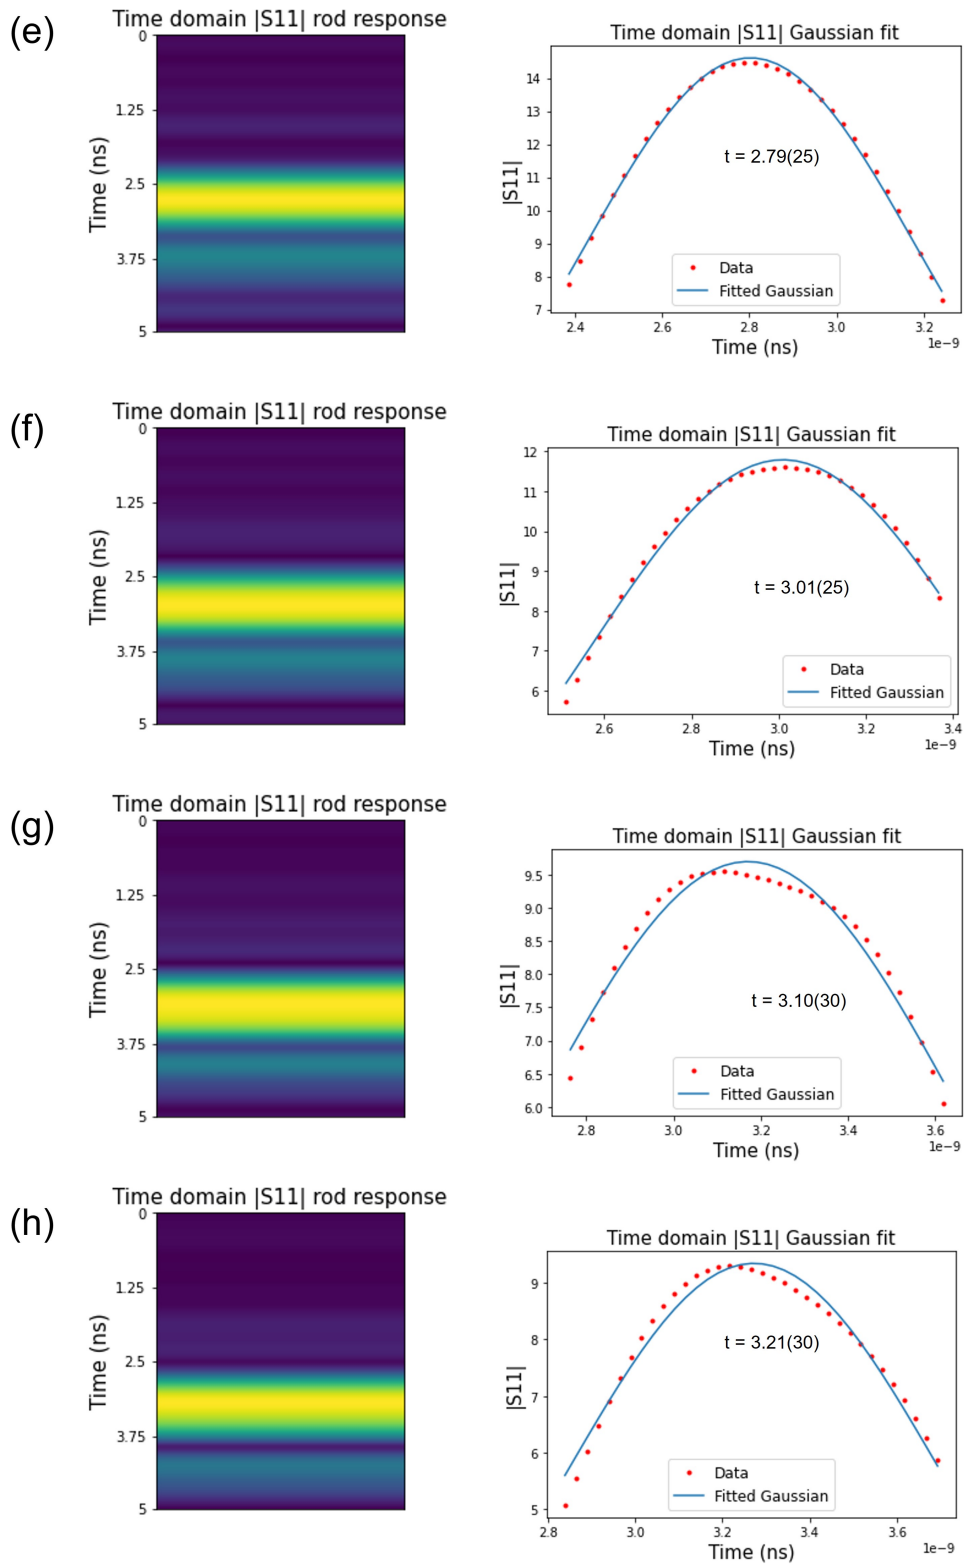 (e)
Time domain |S11| rod response
0
1.25
2.5
3.75
5
Time (ns)
Time domain |S11| Gaussian fit
14
13
12
11
10
9
8
7
|S11|
t = 2.79(25)
Data
Fitted Gaussian
2.4 2.6 2.8 3.0 3.2
1e−9
Time (ns)
(f)
Time domain |S11| rod response
0
1.25
2.5
3.75
5
Time (ns)
Time domain |S11| Gaussian fit
12
11
10
9
8
7
6
|S11|
t = 3.01(25)
Data
Fitted Gaussian
2.6 2.8 3.0 3.2 3.4
1e−9
Time (ns)
(g)
Time domain |S11| rod response
0
1.25
2.5
3.75
5
Time (ns)
Time domain |S11| Gaussian fit
9.5
9.0
8.5
8.0
7.5
7.0
6.5
6.0
|S11|
t = 3.10(30)
Data
Fitted Gaussian
2.8 3.0 3.2 3.4 3.6
1e−9
Time (ns)
(h)
Time domain |S11| rod response
0
1.25
2.5
3.75
5
Time (ns)
Time domain |S11| Gaussian fit
9
8
7
6
5
|S11|
t = 3.21(30)
Data
Fitted Gaussian
2.8 3.0 3.2 3.4 3.6
1e−9
Time (ns)